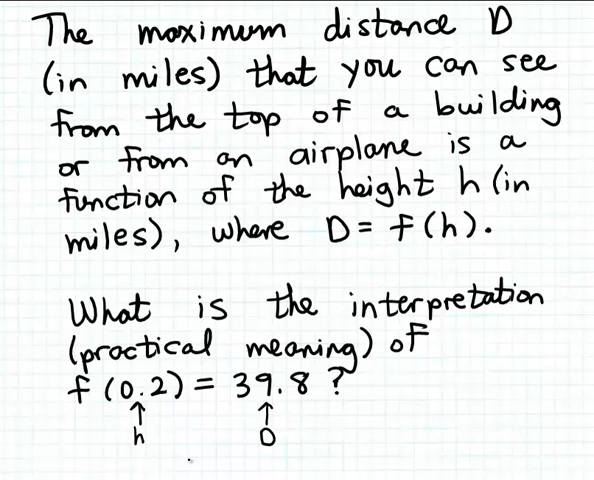 The maximum distance D
(in miles) that you can see
from the top of a building
or from an airplane is a
function of the height h (in
miles), where D = f(h).
What is the interpretation
(practical meaning) of
f(0.2) = 39.8 ?
↑ ↑
h D